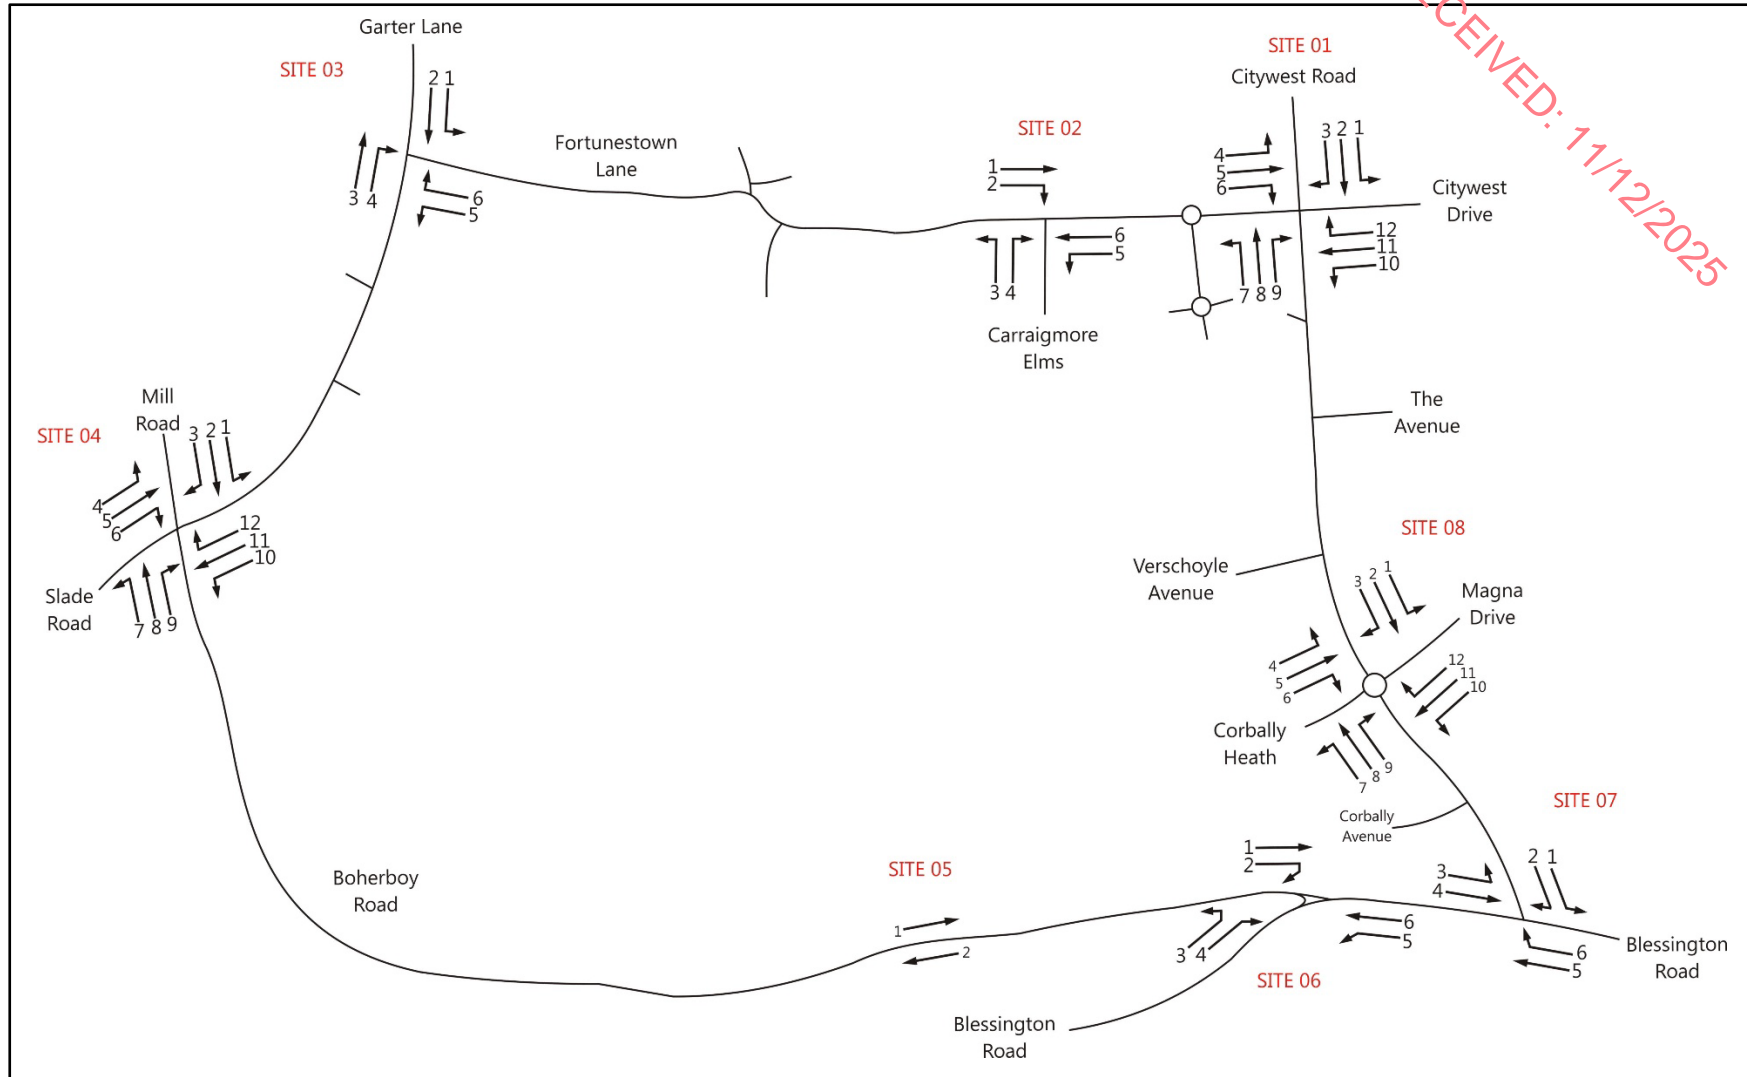 CEIVED: 11/12/2025
Garter Lane
SITE 03
2 1
3 4
6
5
Fortunestown
Lane
SITE 02
1
2
6
5
3 4
Carraigmore
Elms
SITE 01
Citywest Road
3 2 1
4
5
6
Citywest
Drive
12
11
10
7 8 9
The
Avenue
Mill
Road
SITE 04
3 2 1
4
5
6
12
11
10
7 8 9
Slade
Road
Verschoyle
Avenue
SITE 08
3 2 1
Magna
Drive
4
5
6
12
11
10
7 8 9
Corbally
Heath
Corbally
Avenue
SITE 07
2 1
3
4
6
5
Blessington
Road
Boherboy
Road
SITE 05
1
2
1
2
3 4
6
5
SITE 06
Blessington
Road